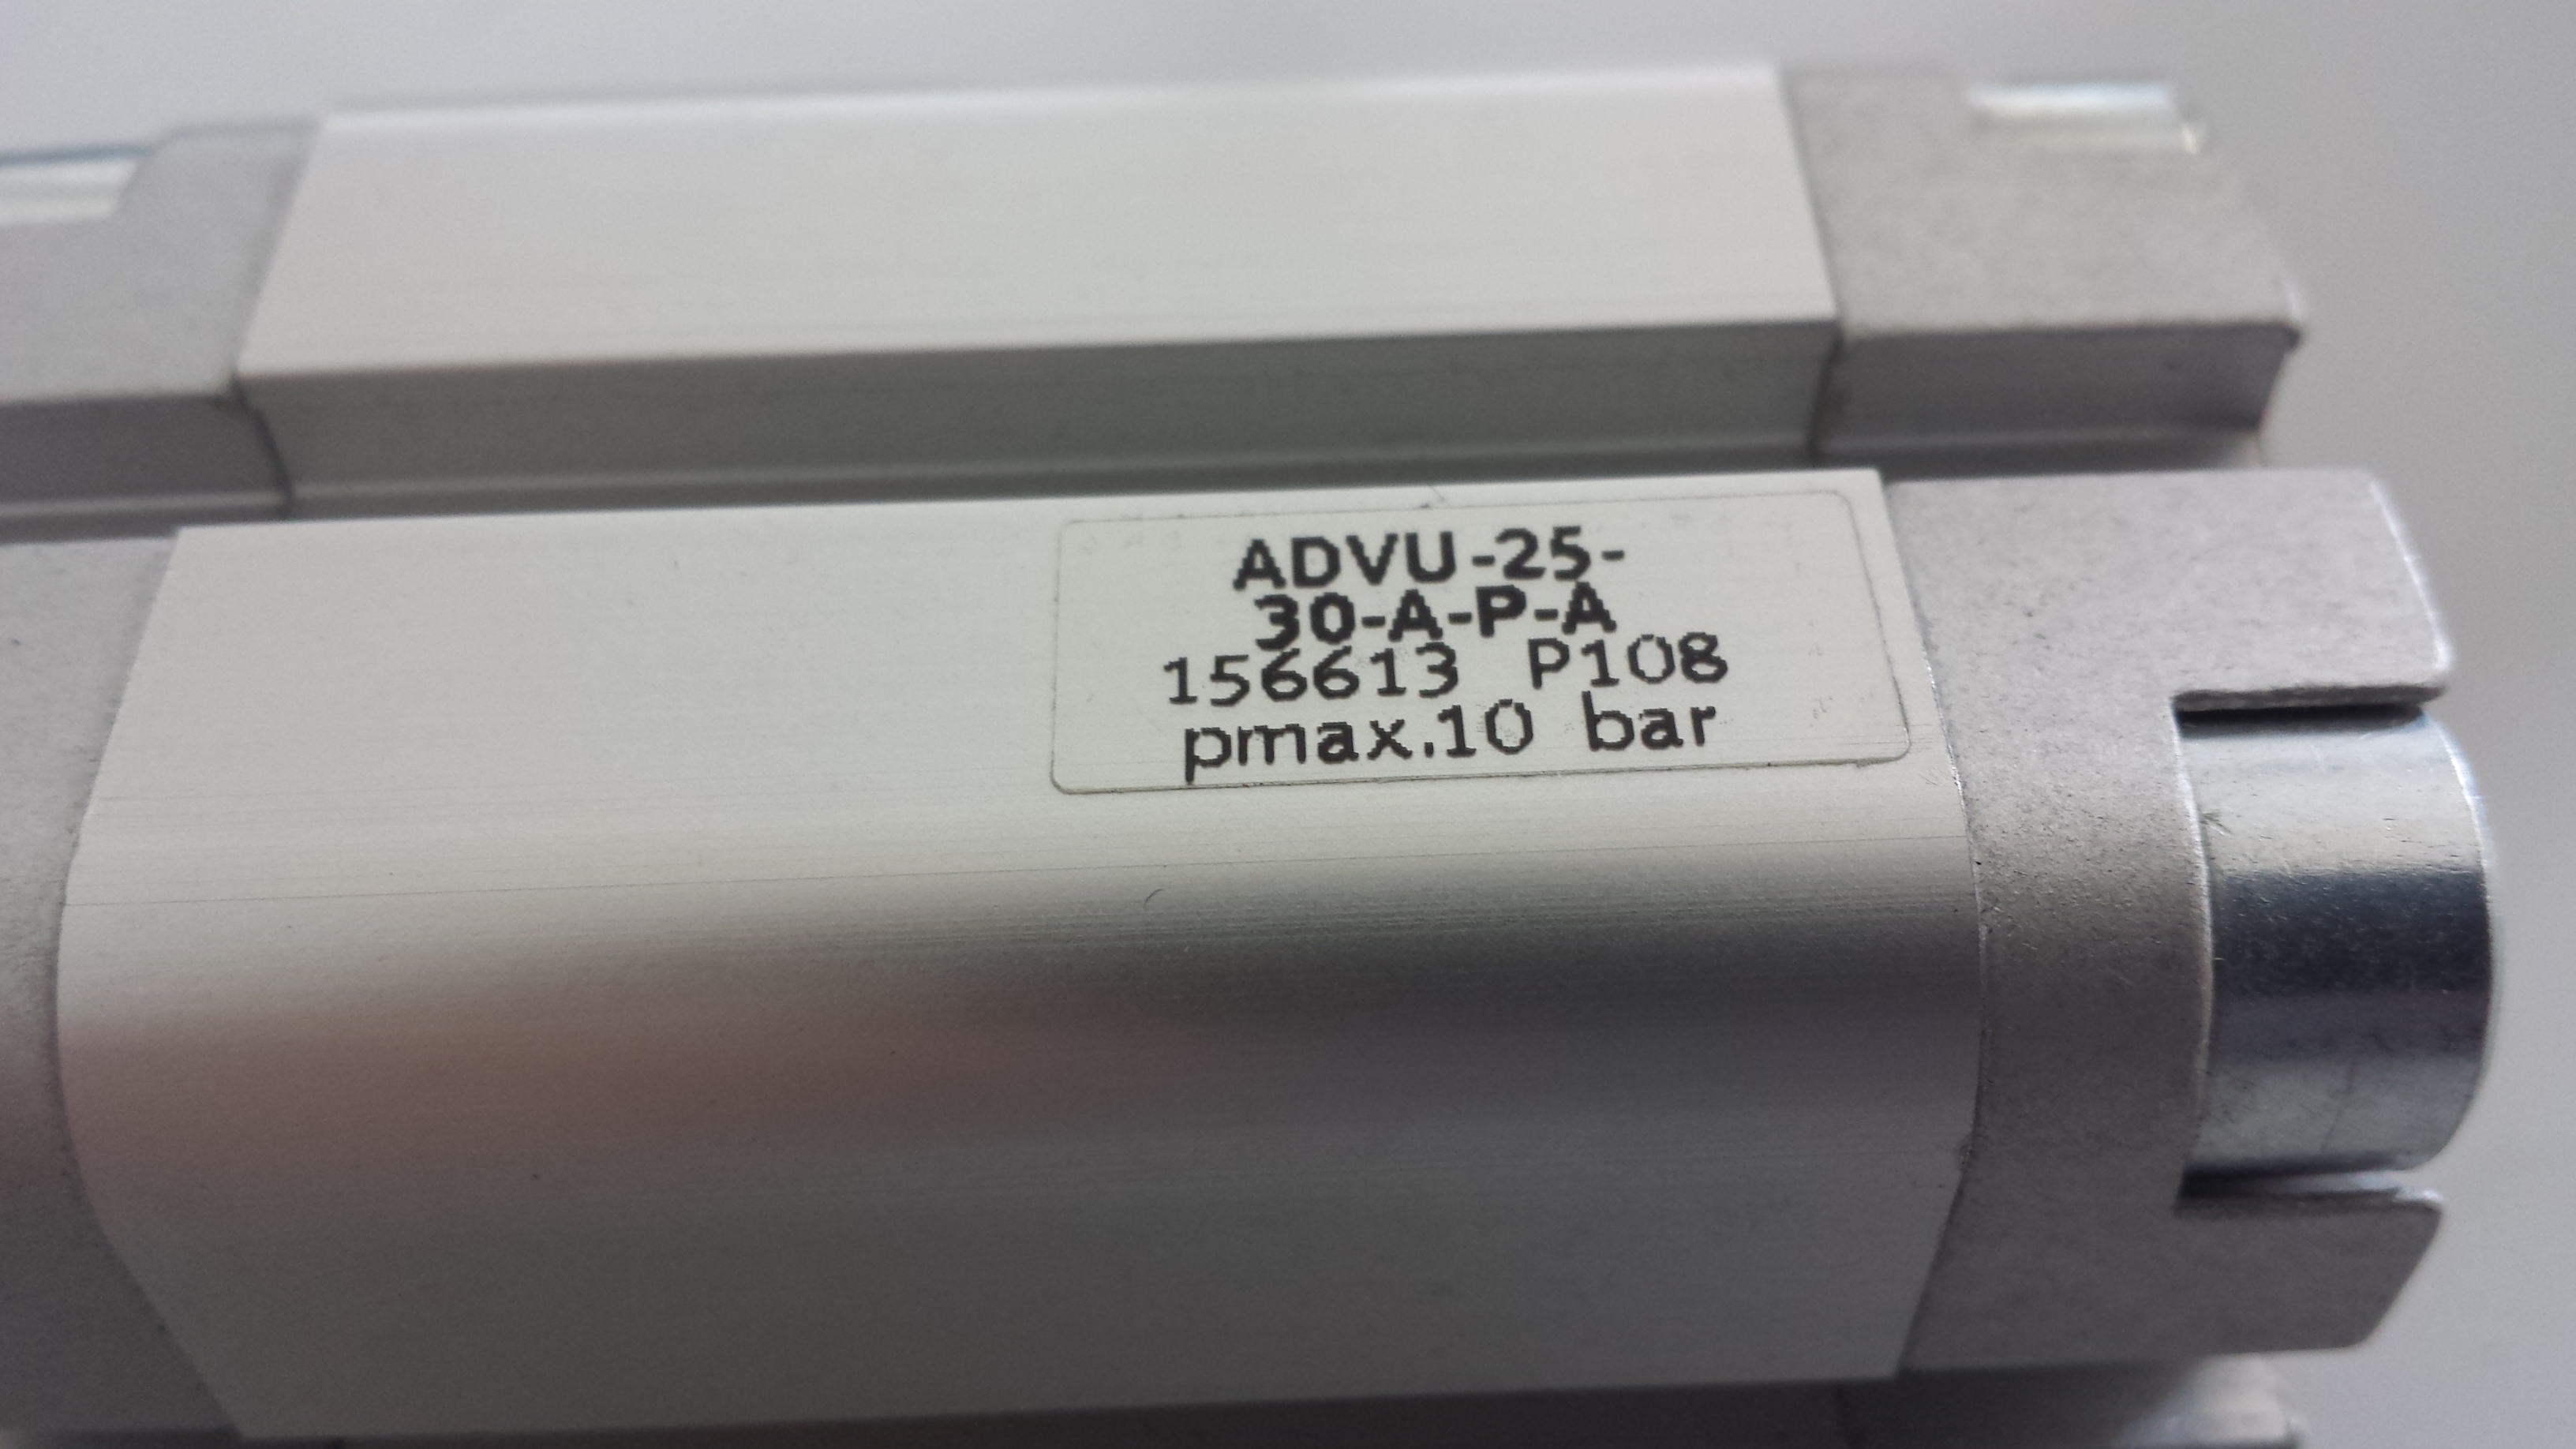 ADVU-25-
30-A-P-A
156613 P108
pmax.10 bar